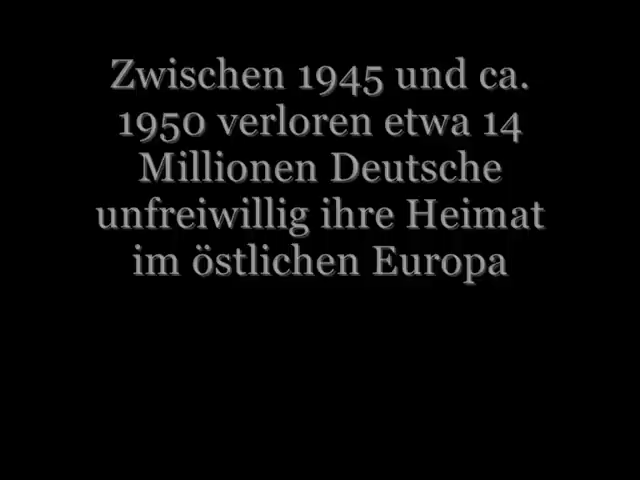 Zwischen 1945 und ca.
1950 verloren etwa 14
Millionen Deutsche
unfreiwillig ihre Heimat
im östlichen Europa